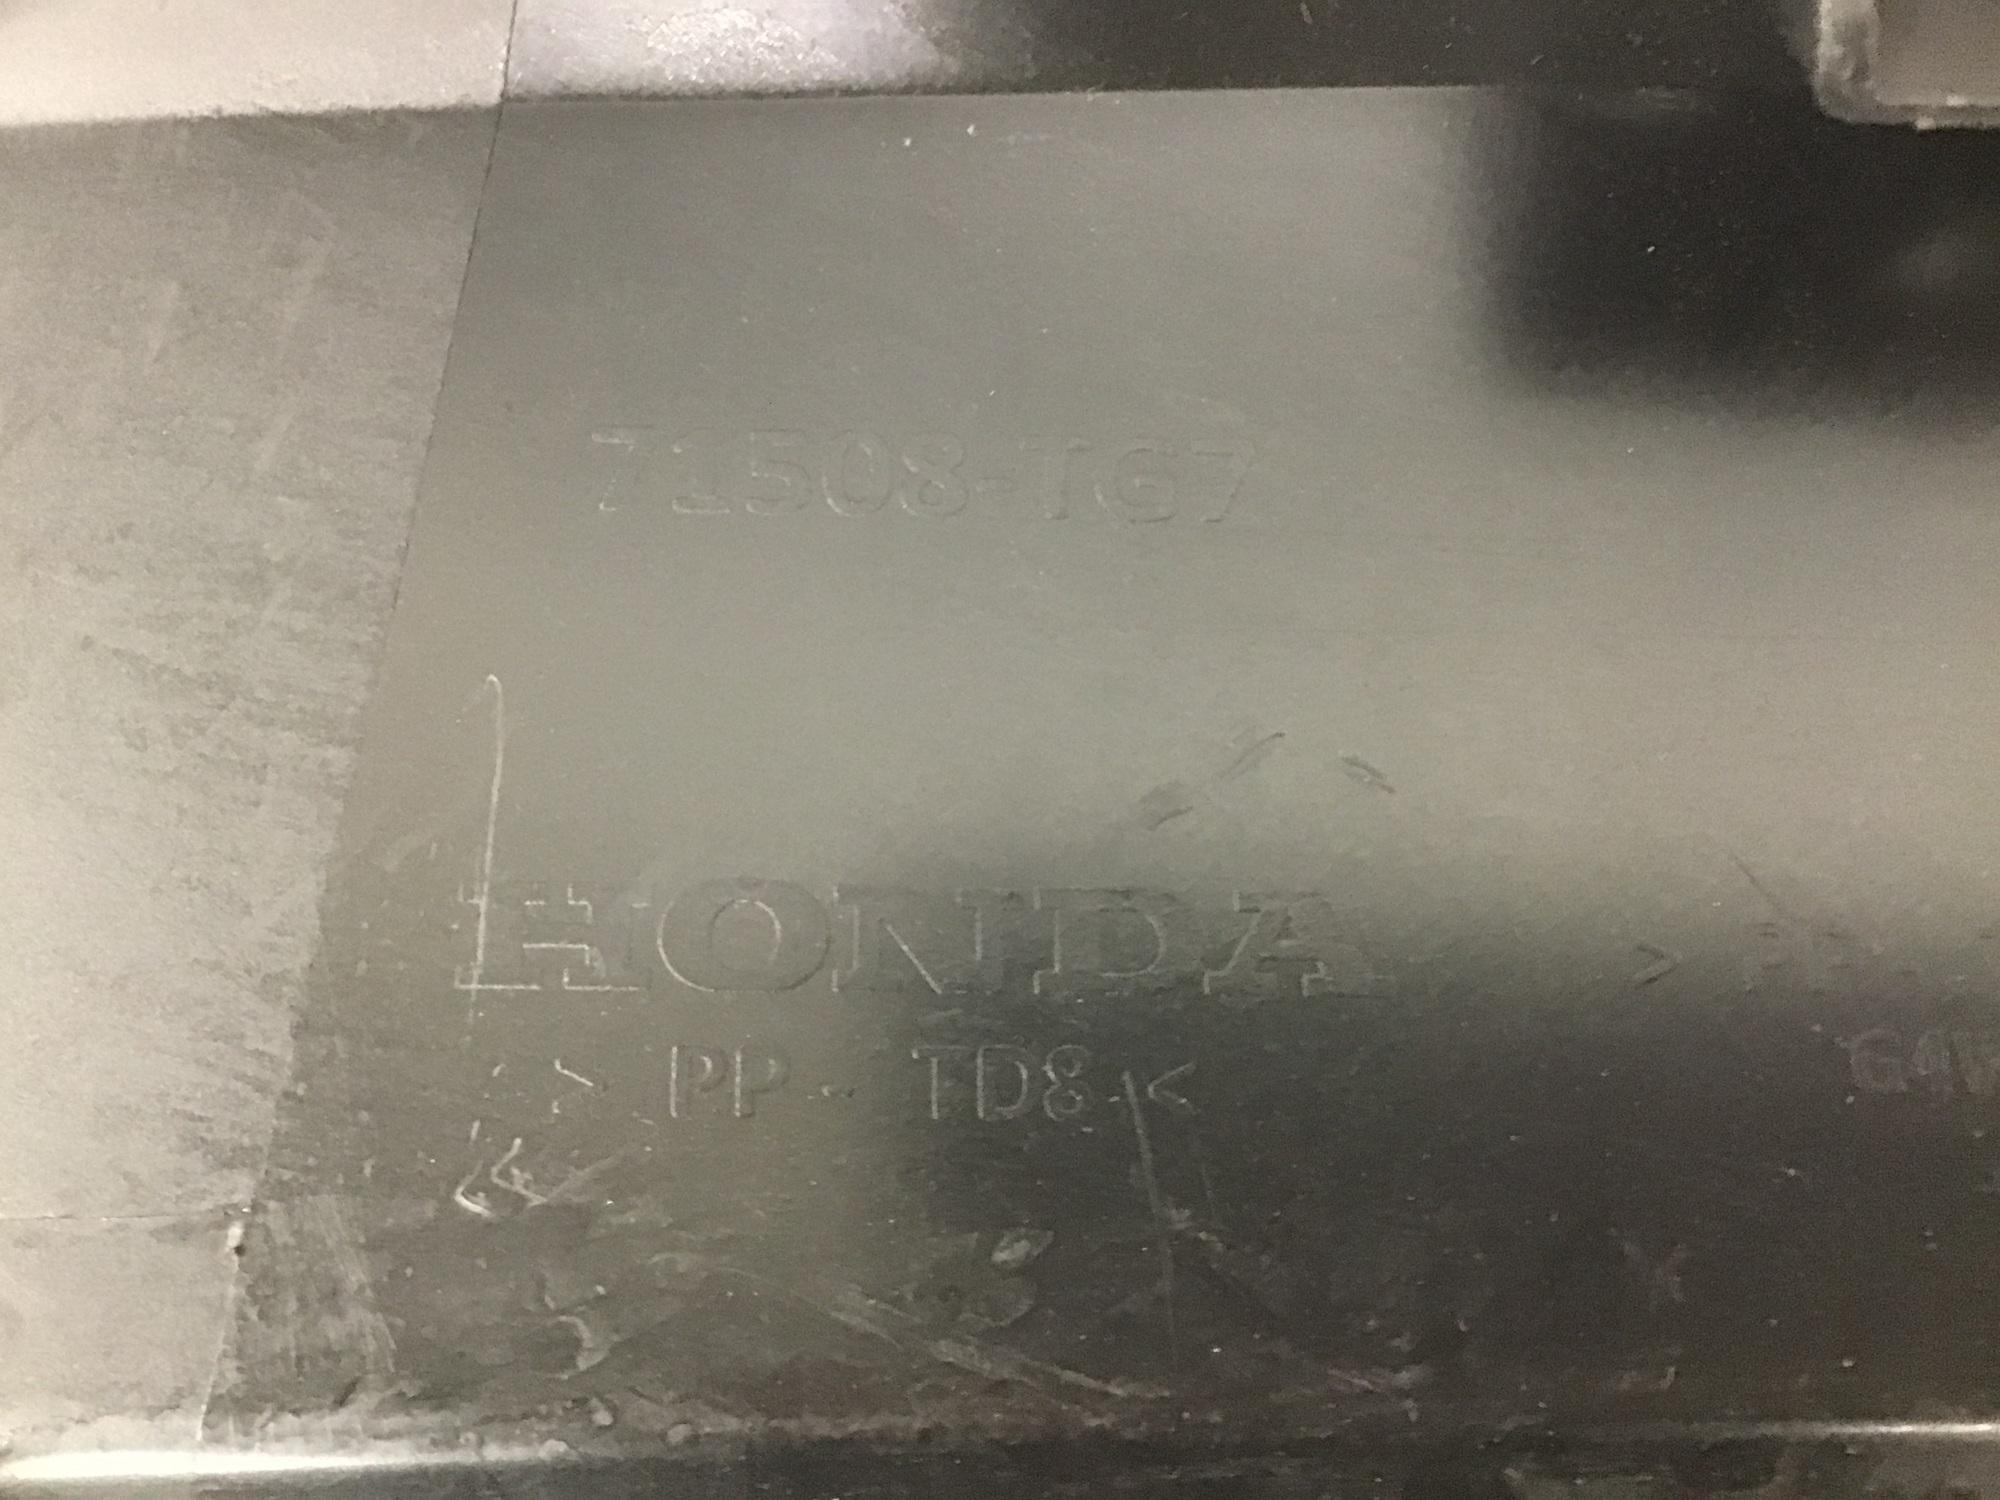 71508-TG7
HONDA
> PP - TD8 <